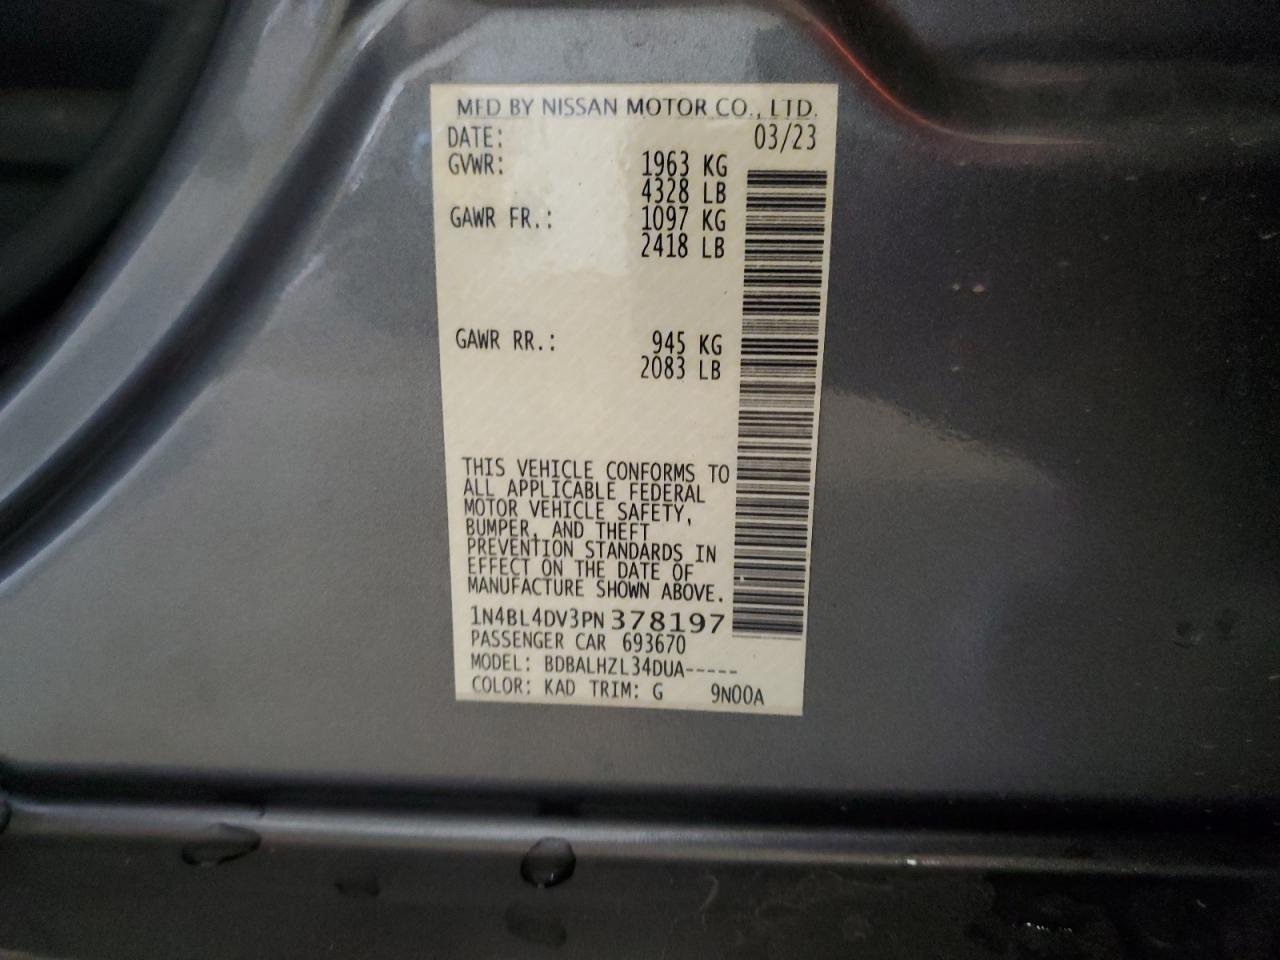 MFD BY NISSAN MOTOR CO., LTD.
DATE: 03/23
GVWR: 1963 KG
4328 LB
GAWR FR.: 1097 KG
2418 LB
GAWR RR.: 945 KG
2083 LB
THIS VEHICLE CONFORMS TO
ALL APPLICABLE FEDERAL
MOTOR VEHICLE SAFETY,
BUMPER, AND THEFT
PREVENTION STANDARDS IN
EFFECT ON THE DATE OF
MANUFACTURE SHOWN ABOVE.
1N4BL4DV3PN378197
PASSENGER CAR 693670
MODEL: BDBALHZL34DUA-----
COLOR: KAD TRIM: G 9N00A